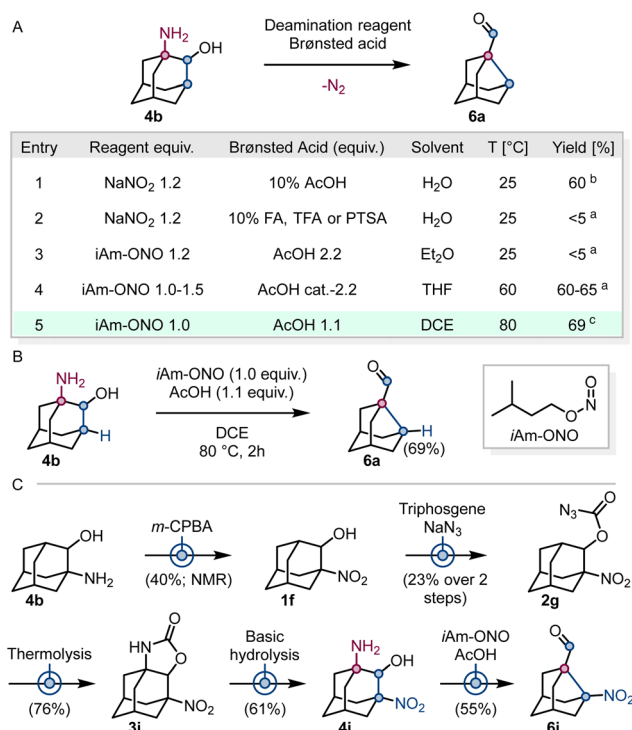 A
NH₂
OH
4b
Deamination reagent
Brønsted acid
-N₂
O
6a
Entry Reagent equiv. Brønsted Acid (equiv.) Solvent T [°C] Yield [%]
1 NaNO₂ 1.2 10% AcOH H₂O 25 60 ᵇ
2 NaNO₂ 1.2 10% FA, TFA or PTSA H₂O 25 <5 ᵃ
3 iAm-ONO 1.2 AcOH 2.2 Et₂O 25 <5 ᵃ
4 iAm-ONO 1.0-1.5 AcOH cat.-2.2 THF 60 60-65 ᵃ
5 iAm-ONO 1.0 AcOH 1.1 DCE 80 69 ᶜ
B
NH₂
OH
H
4b
iAm-ONO (1.0 equiv.)
AcOH (1.1 equiv.)
DCE
80 °C, 2h
O
H
(69%)
6a
O
O N
iAm-ONO
C
OH
NH₂
4b
m-CPBA
(40%; NMR)
OH
NO₂
1f
Triphosgene
NaN₃
(23% over 2
steps)
O
N₃
O
NO₂
2g
Thermolysis
(76%)
O
HN O
NO₂
3j
Basic
hydrolysis
(61%)
NH₂
OH
NO₂
4j
iAm-ONO
AcOH
(55%)
O
NO₂
6j